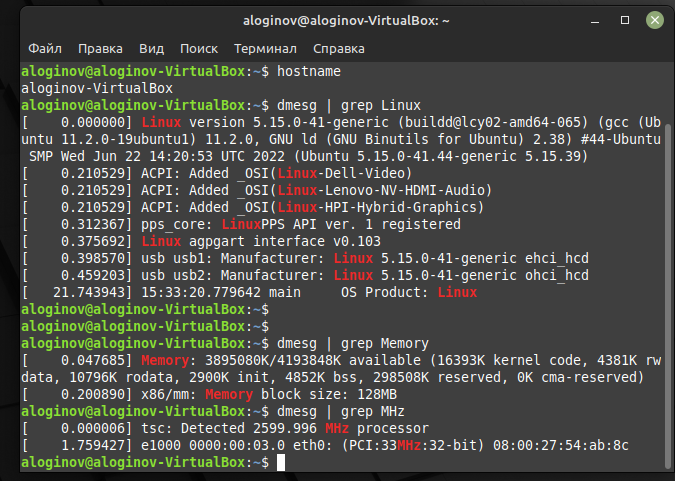 aloginov@aloginov-VirtualBox: ~
Файл Правка Вид Поиск Терминал Справка
aloginov@aloginov-VirtualBox:~$ hostname
aloginov-VirtualBox
aloginov@aloginov-VirtualBox:~$ dmesg | grep Linux
[    0.000000] Linux version 5.15.0-41-generic (buildd@lcy02-amd64-065) (gcc (Ub
untu 11.2.0-19ubuntu1) 11.2.0, GNU ld (GNU Binutils for Ubuntu) 2.38) #44-Ubuntu
 SMP Wed Jun 22 14:20:53 UTC 2022 (Ubuntu 5.15.0-41.44-generic 5.15.39)
[    0.210529] ACPI: Added _OSI(Linux-Dell-Video)
[    0.210529] ACPI: Added _OSI(Linux-Lenovo-NV-HDMI-Audio)
[    0.210529] ACPI: Added _OSI(Linux-HPI-Hybrid-Graphics)
[    0.312367] pps_core: LinuxPPS API ver. 1 registered
[    0.375692] Linux agpgart interface v0.103
[    0.398570] usb usb1: Manufacturer: Linux 5.15.0-41-generic ehci_hcd
[    0.459203] usb usb2: Manufacturer: Linux 5.15.0-41-generic ohci_hcd
[   21.743943] 15:33:20.779642 main     OS Product: Linux
aloginov@aloginov-VirtualBox:~$
aloginov@aloginov-VirtualBox:~$
aloginov@aloginov-VirtualBox:~$ dmesg | grep Memory
[    0.047685] Memory: 3895080K/4193848K available (16393K kernel code, 4381K rw
data, 10796K rodata, 2900K init, 4852K bss, 298508K reserved, 0K cma-reserved)
[    0.200890] x86/mm: Memory block size: 128MB
aloginov@aloginov-VirtualBox:~$ dmesg | grep MHz
[    0.000006] tsc: Detected 2599.996 MHz processor
[    1.759427] e1000 0000:00:03.0 eth0: (PCI:33MHz:32-bit) 08:00:27:54:ab:8c
aloginov@aloginov-VirtualBox:~$